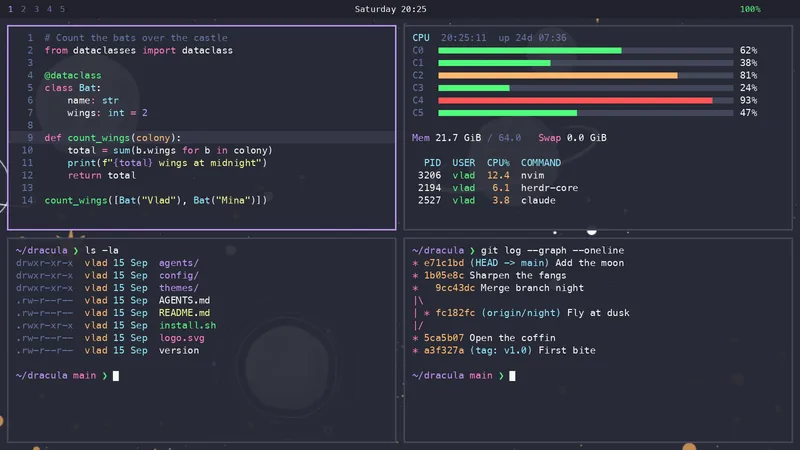 1 2 3 4 5 Saturday 20:25 100%
1 # Count the bats over the castle
2 from dataclasses import dataclass
3
4 @dataclass
5 class Bat:
6 name: str
7 wings: int = 2
8
9 def count_wings(colony):
10 total = sum(b.wings for b in colony)
11 print(f"{total} wings at midnight")
12 return total
13
14 count_wings([Bat("Vlad"), Bat("Mina")])
CPU 20:25:11 up 24d 07:36
C0 62%
C1 38%
C2 81%
C3 24%
C4 93%
C5 47%
Mem 21.7 GiB / 64.0 Swap 0.0 GiB
PID USER CPU% COMMAND
3206 vlad 12.4 nvim
2194 vlad 6.1 herdr-core
2527 vlad 3.8 claude
~/dracula ❯ ls -la
drwxr-xr-x vlad 15 Sep agents/
drwxr-xr-x vlad 15 Sep config/
drwxr-xr-x vlad 15 Sep themes/
.rw-r--r-- vlad 15 Sep AGENTS.md
.rw-r--r-- vlad 15 Sep README.md
.rwxr-xr-x vlad 15 Sep install.sh
.rw-r--r-- vlad 15 Sep logo.svg
.rw-r--r-- vlad 15 Sep version
~/dracula main ❯
~/dracula ❯ git log --graph --oneline
* e71c1bd (HEAD -> main) Add the moon
* 1b05e8c Sharpen the fangs
* 9cc43dc Merge branch night
|\
| * fc182fc (origin/night) Fly at dusk
|/
* 5ca5b07 Open the coffin
* a3f327a (tag: v1.0) First bite
~/dracula main ❯